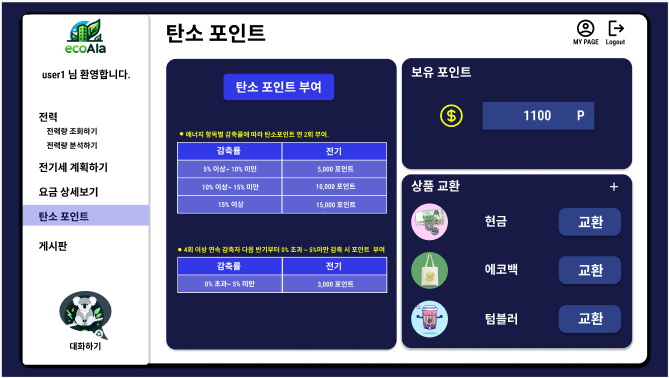 ecoAla
user1 님 환영합니다.
전력
전력량 조회하기
전력량 분석하기
전기세 계획하기
요금 상세보기
탄소 포인트
게시판
대화하기
탄소 포인트
MY PAGE
Logout
탄소 포인트 부여
● 에너지 항목별 감축률에 따라 탄소포인트 연 2회 부여.
감축률 전기
5% 이상~ 10% 미만 5,000 포인트
10% 이상~ 15% 미만 10,000 포인트
15% 이상 15,000 포인트
● 4회 이상 연속 감축자 다음 반기부터 0% 초과 ~ 5%미만 감축 시 포인트 부여
감축률 전기
0% 초과~ 5% 미만 3,000 포인트
보유 포인트
1100 P
상품 교환 +
현금 교환
에코백 교환
텀블러 교환